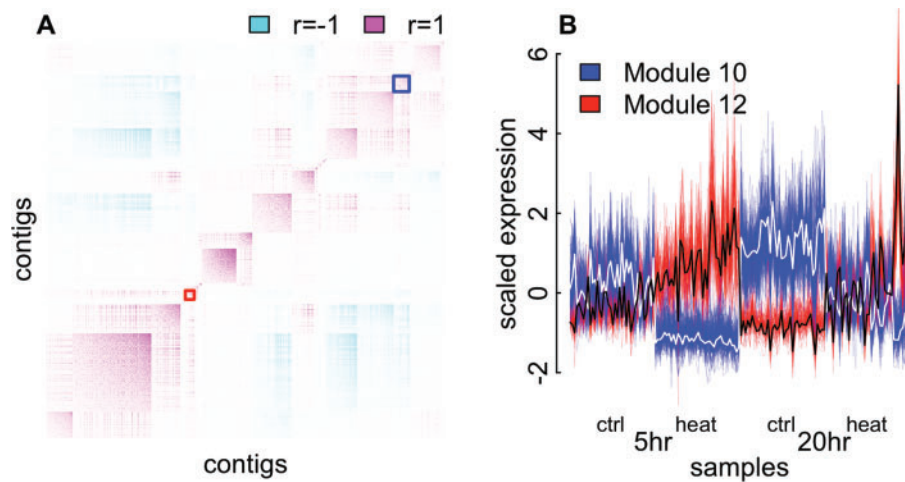 A
r=-1 r=1
contigs
contigs
B
6
4
2
0
-2
scaled expression
Module 10
Module 12
ctrl heat ctrl heat
5hr 20hr
samples